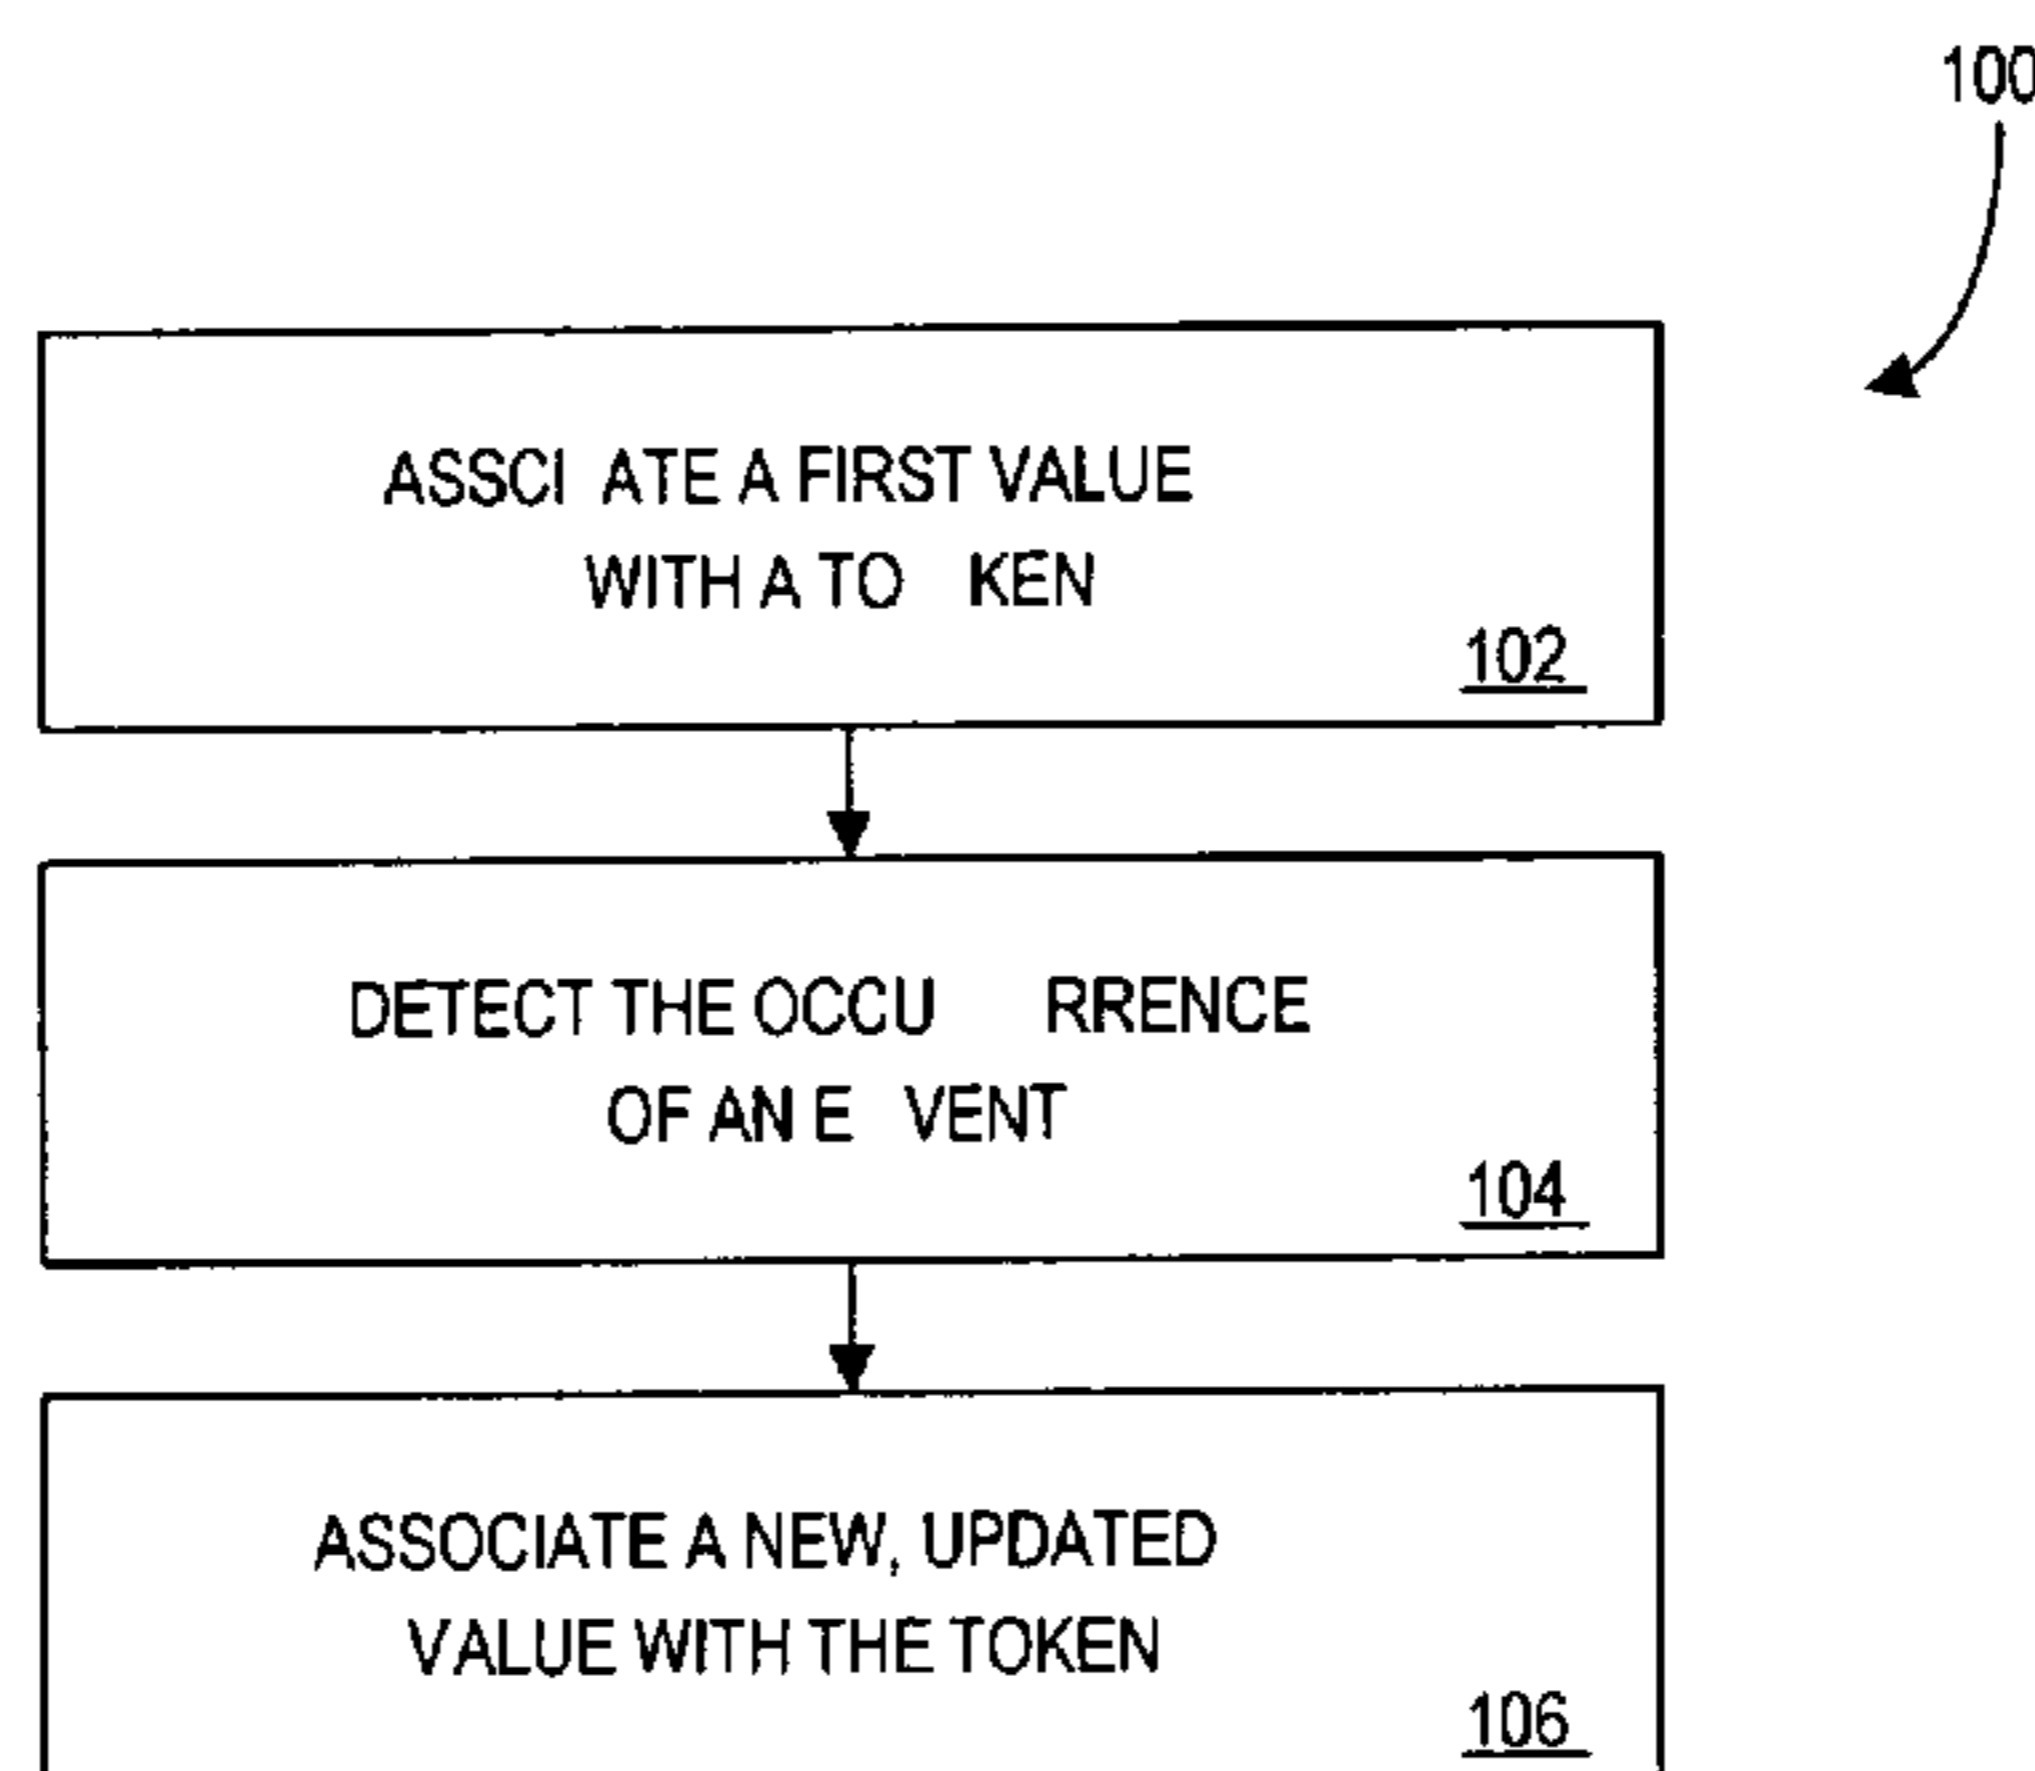 100
ASSCI ATE A FIRST VALUE
WITH A TO KEN
102
DETECT THE OCCU RRENCE
OF AN E VENT
104
ASSOCIATE A NEW, UPDATED
VALUE WITH THE TOKEN
106